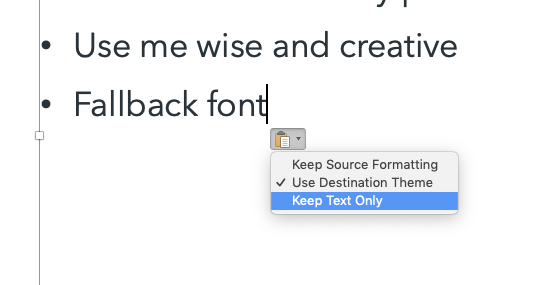 • Use me wise and creative
• Fallback font
Keep Source Formatting
✓ Use Destination Theme
Keep Text Only